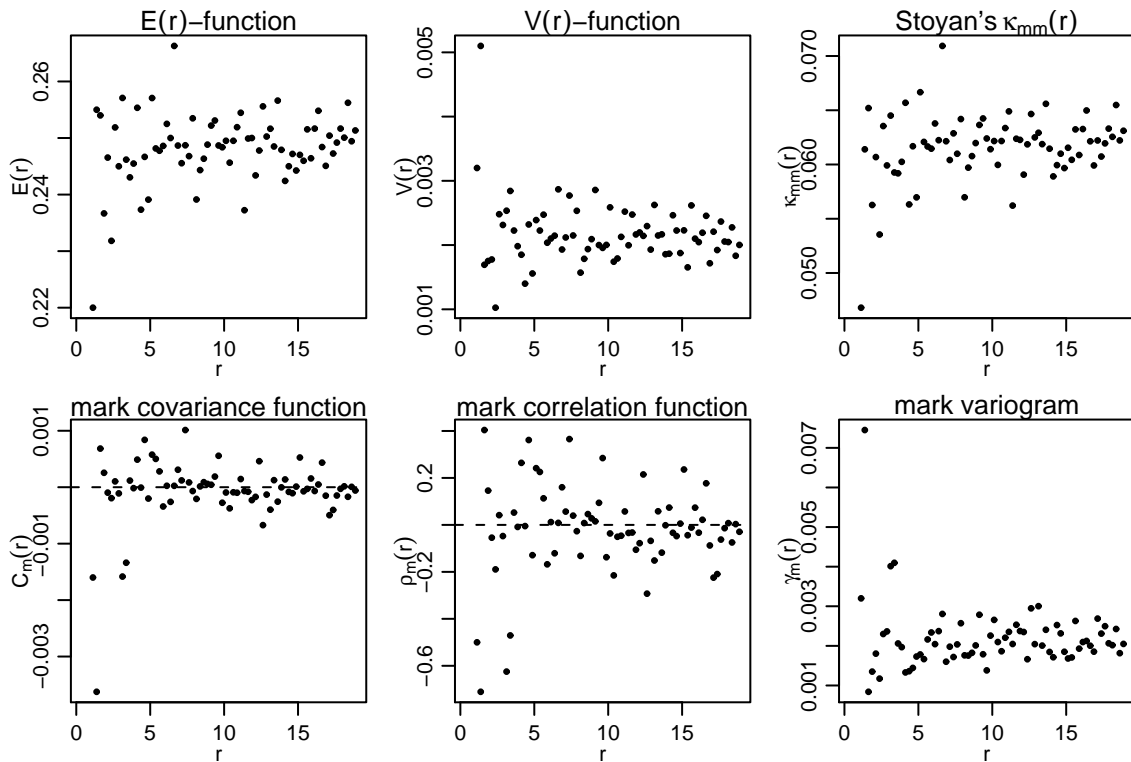 E(r)−function
0.26
0.24
0.22
E(r)
0 5 10 15
r
V(r)−function
0.005
0.003
0.001
V(r)
0 5 10 15
r
Stoyan's κmm(r)
0.070
0.060
0.050
κmm(r)
0 5 10 15
r
mark covariance function
0.001
−0.001
−0.003
Cm(r)
0 5 10 15
r
mark correlation function
0.2
−0.2
−0.6
ρm(r)
0 5 10 15
r
mark variogram
0.007
0.005
0.003
0.001
γm(r)
0 5 10 15
r